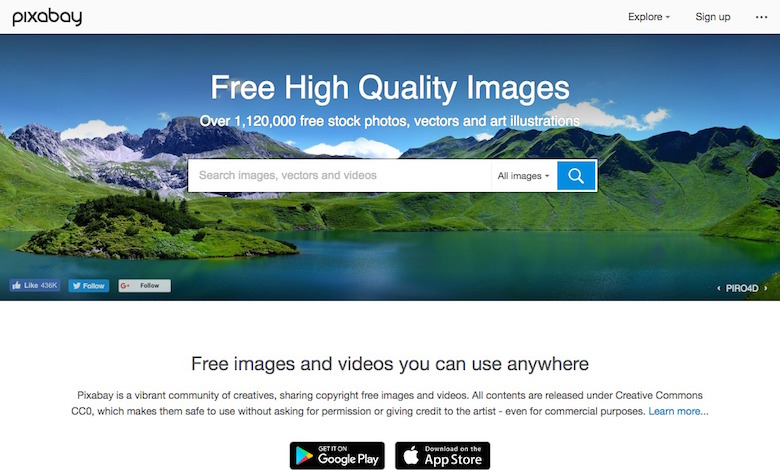 pixabay
Explore
Sign up
Free High Quality Images
Over 1,120,000 free stock photos, vectors and art illustrations
Search images, vectors and videos
All images
Like 436K
Follow
G+ Follow
‹ PIRO4D ›
Free images and videos you can use anywhere
Pixabay is a vibrant community of creatives, sharing copyright free images and videos. All contents are released under Creative Commons
CC0, which makes them safe to use without asking for permission or giving credit to the artist - even for commercial purposes. Learn more...
GET IT ON
Google Play
Download on the
App Store